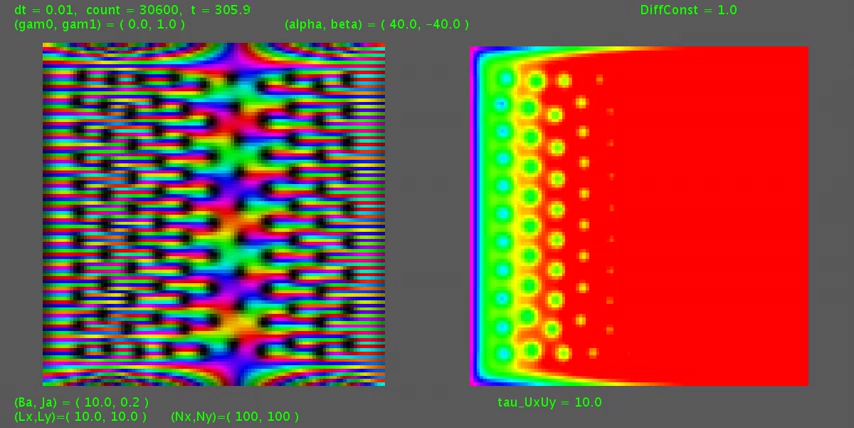 dt = 0.01, count = 30600, t = 305.9
DiffConst = 1.0
(gam0, gam1) = ( 0.0, 1.0 )
(alpha, beta) = ( 40.0, -40.0 )
(Ba, Ja) = ( 10.0, 0.2 )
tau_UxUy = 10.0
(Lx,Ly)=( 10.0, 10.0 )
(Nx,Ny)=( 100, 100 )